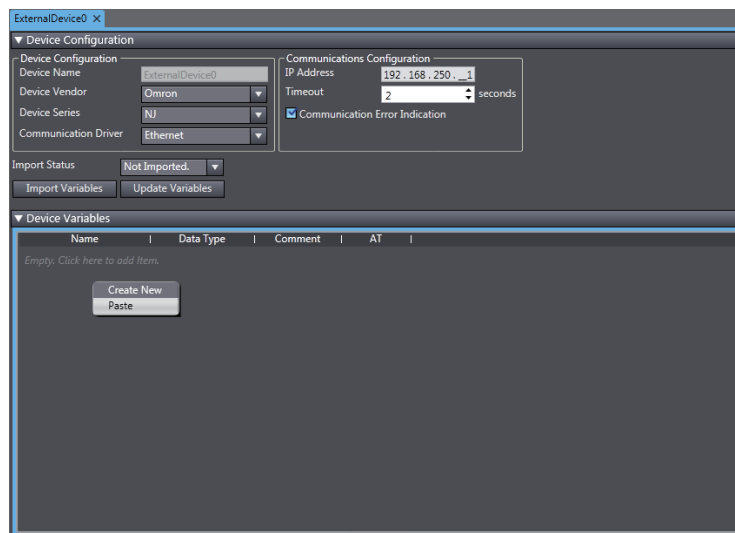 ExternalDevice0 ×
Device Configuration
Device Configuration
Device Name ExternalDevice0
Device Vendor Omron
Device Series NJ
Communication Driver Ethernet
Communications Configuration
IP Address 192 . 168 . 250 . __1
Timeout 2 seconds
Communication Error Indication
Import Status Not Imported.
Import Variables Update Variables
Device Variables
Name | Data Type | Comment | AT |
Empty. Click here to add Item.
Create New
Paste